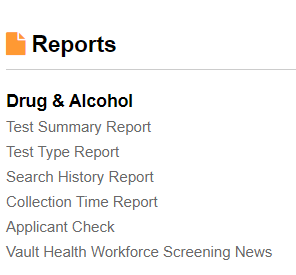 Reports
Drug & Alcohol
Test Summary Report
Test Type Report
Search History Report
Collection Time Report
Applicant Check
Vault Health Workforce Screening News